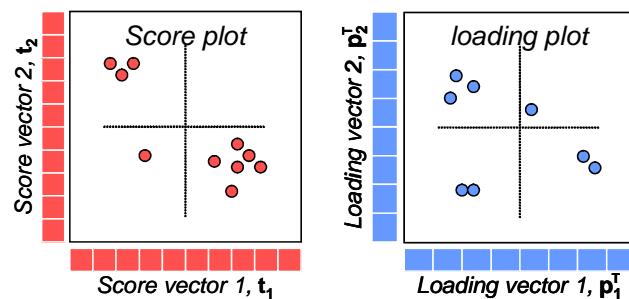 Score plot
Score vector 2, t₂
Score vector 1, t₁
loading plot
Loading vector 2, p₂ᵀ
Loading vector 1, p₁ᵀ